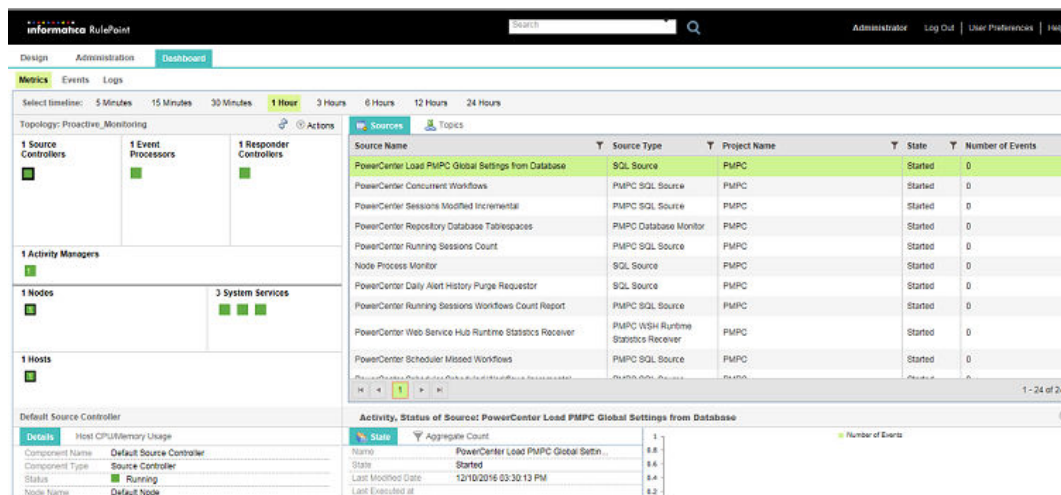 informatica RulePoint Search Administrator Log Out User Preferences
Design Administration Dashboard
Metrics Events Logs
Select timeline: 5 Minutes 15 Minutes 30 Minutes 1 Hour 3 Hours 6 Hours 12 Hours 24 Hours
Topology: Proactive_Monitoring Actions
1 Source Controllers
1 Event Processors
1 Responder Controllers
1 Activity Managers
1
1 Nodes
3 System Services
1 Hosts
Sources Topics
Source Name Source Type Project Name State Number of Events
PowerCenter Load PMPC Global Settings from Database SQL Source PMPC Started 0
PowerCenter Concurrent Workflows PMPC SQL Source PMPC Started 0
PowerCenter Sessions Modified Incremental PMPC SQL Source PMPC Started 0
PowerCenter Repository Database Tablespaces PMPC Database Monitor PMPC Started 0
PowerCenter Running Sessions Count PMPC SQL Source PMPC Started 0
Node Process Monitor SQL Source PMPC Started 0
PowerCenter Daily Alert History Purge Requestor SQL Source PMPC Started 0
PowerCenter Running Sessions Workflows Count Report PMPC SQL Source PMPC Started 0
PowerCenter Web Service Hub Runtime Statistics Receiver PMPC WSH Runtime Statistics Receiver PMPC Started 0
PowerCenter Scheduler Missed Workflows PMPC SQL Source PMPC Started 0
1 1 - 24 of
Default Source Controller
Details Host CPU/Memory Usage
Component Name Default Source Controller
Component Type Source Controller
Status Running
Node Name Default Node
Activity, Status of Source: PowerCenter Load PMPC Global Settings from Database
State Aggregate Count
Name PowerCenter Load PMPC Global Settin...
State Started
Last Modified Date 12/10/2016 03:30:13 PM
Last Executed at
Number of Events
1